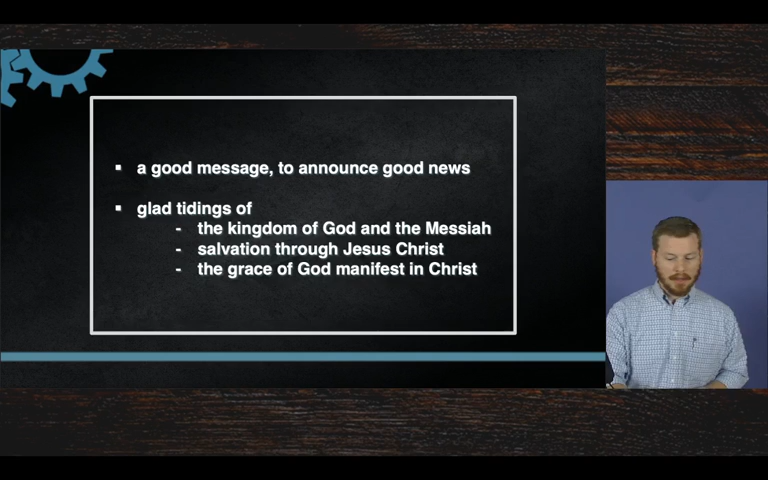 ▪ a good message, to announce good news
▪ glad tidings of
- the kingdom of God and the Messiah
- salvation through Jesus Christ
- the grace of God manifest in Christ